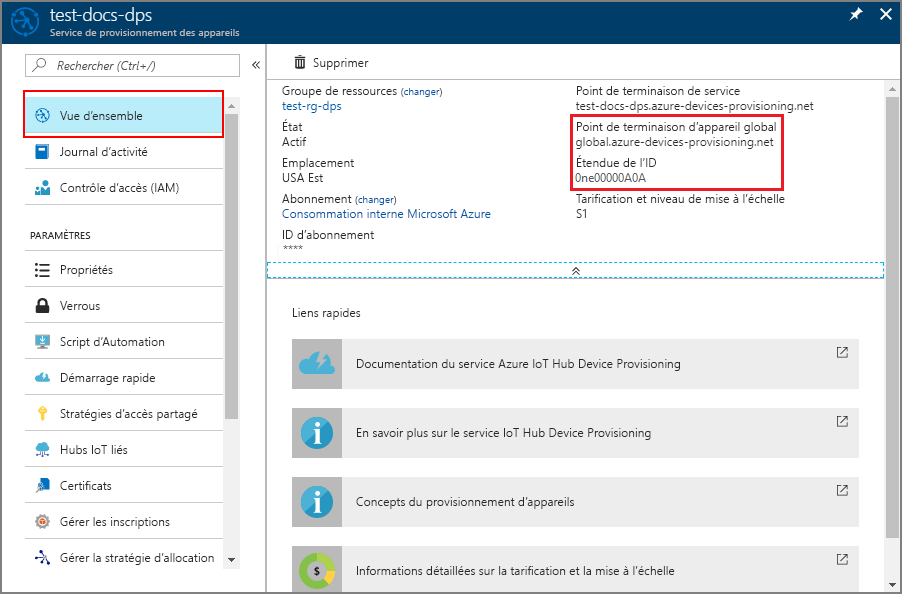 test-docs-dps
Service de provisionnement des appareils
Rechercher (Ctrl+/)
«
Vue d'ensemble
Journal d'activité
Contrôle d'accès (IAM)
PARAMÈTRES
Propriétés
Verrous
Script d'Automation
Démarrage rapide
Stratégies d'accès partagé
Hubs IoT liés
Certificats
Gérer les inscriptions
Gérer la stratégie d'allocation
Supprimer
Groupe de ressources (changer)
test-rg-dps
État
Actif
Emplacement
USA Est
Abonnement (changer)
Consommation interne Microsoft Azure
ID d'abonnement
****
Point de terminaison de service
test-docs-dps.azure-devices-provisioning.net
Point de terminaison d'appareil global
global.azure-devices-provisioning.net
Étendue de l'ID
0ne00000A0A
Tarification et niveau de mise à l'échelle
S1
Liens rapides
Documentation du service Azure IoT Hub Device Provisioning
En savoir plus sur le service IoT Hub Device Provisioning
Concepts du provisionnement d'appareils
Informations détaillées sur la tarification et la mise à l'échelle